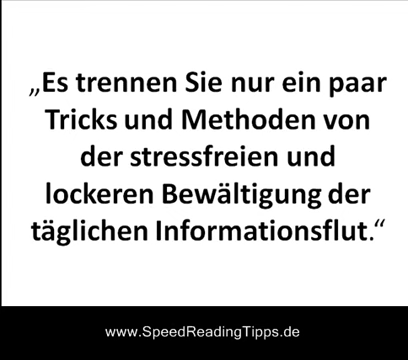 „Es trennen Sie nur ein paar
Tricks und Methoden von
der stressfreien und
lockeren Bewältigung der
täglichen Informationsflut.“
www.SpeedReadingTipps.de